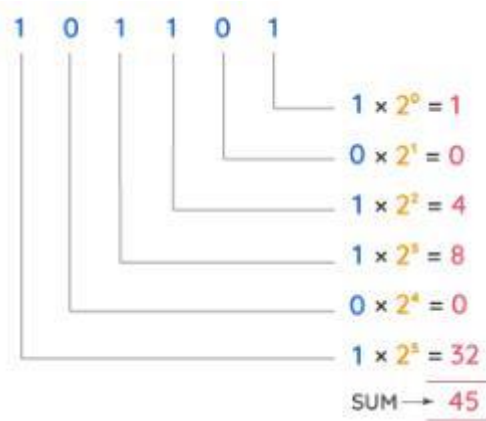 1 0 1 1 0 1
1 × 2⁰ = 1
0 × 2¹ = 0
1 × 2² = 4
1 × 2³ = 8
0 × 2⁴ = 0
1 × 2⁵ = 32
SUM → 45